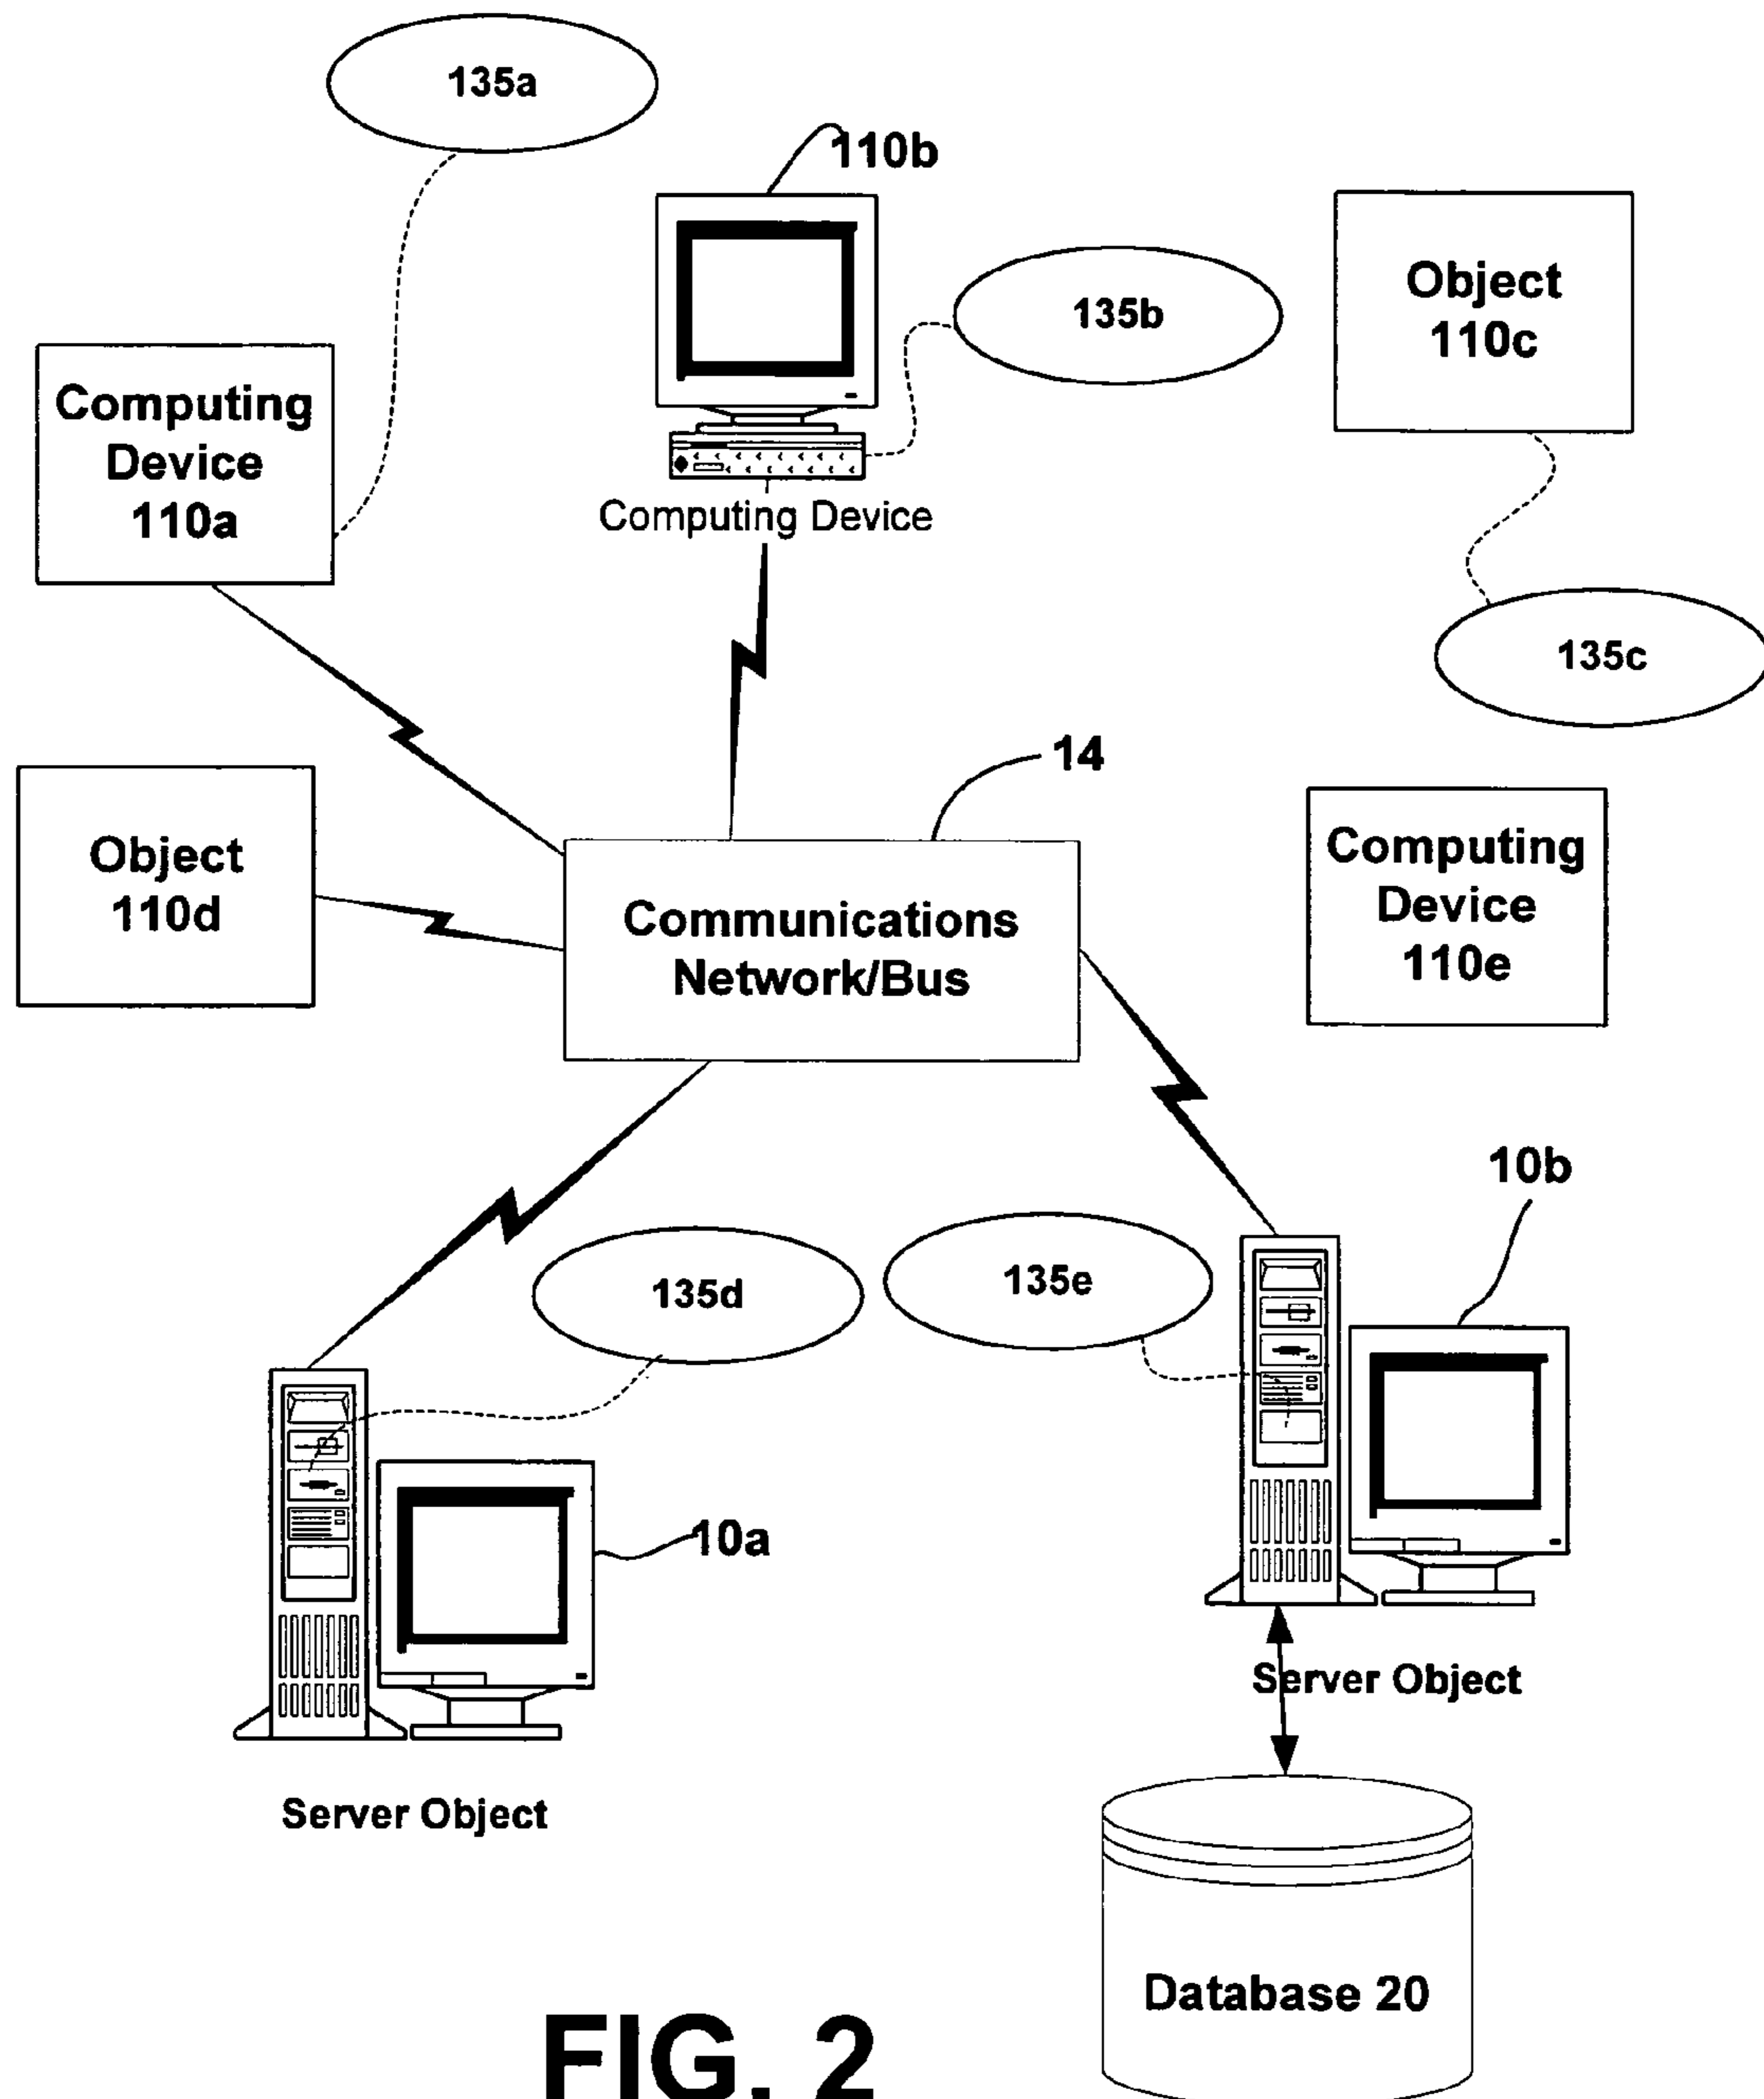 135a
110b
135b
Object
110c
Computing
Device
110a
Computing Device
135c
14
Object
110d
Computing
Device
110e
Communications
Network/Bus
10b
135d
135e
10a
Server Object
Server Object
Database 20
FIG. 2